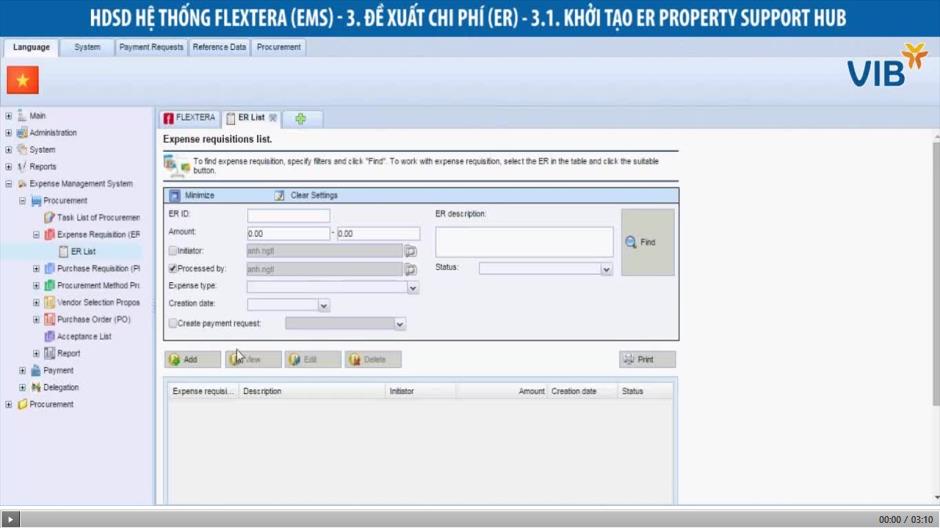 HDSD HỆ THỐNG FLEXTERA (EMS) - 3. ĐỀ XUẤT CHI PHÍ (ER) - 3.1. KHỞI TẠO ER PROPERTY SUPPORT HUB
Language System Payment Requests Reference Data Procurement
VIB
Main
Administration
System
Reports
Expense Management System
Procurement
Task List of Procuremen
Expense Requisition (ER
ER List
Purchase Requisition (PI
Procurement Method Pro
Vendor Selection Propos
Purchase Order (PO)
Acceptance List
Report
Payment
Delegation
Procurement
FLEXTERA ER List
Expense requisitions list.
To find expense requisition, specify filters and click "Find". To work with expense requisition, select the ER in the table and click the suitable
button.
Minimize Clear Settings
ER ID: ER description:
Amount: 0.00 - 0.00
Find
Initiator: anh.ngtl
Processed by: anh.ngtl Status:
Expense type:
Creation date:
Create payment request:
Add View Edit Delete Print
Expense requisi... Description Initiator Amount Creation date Status
00:00 / 03:10